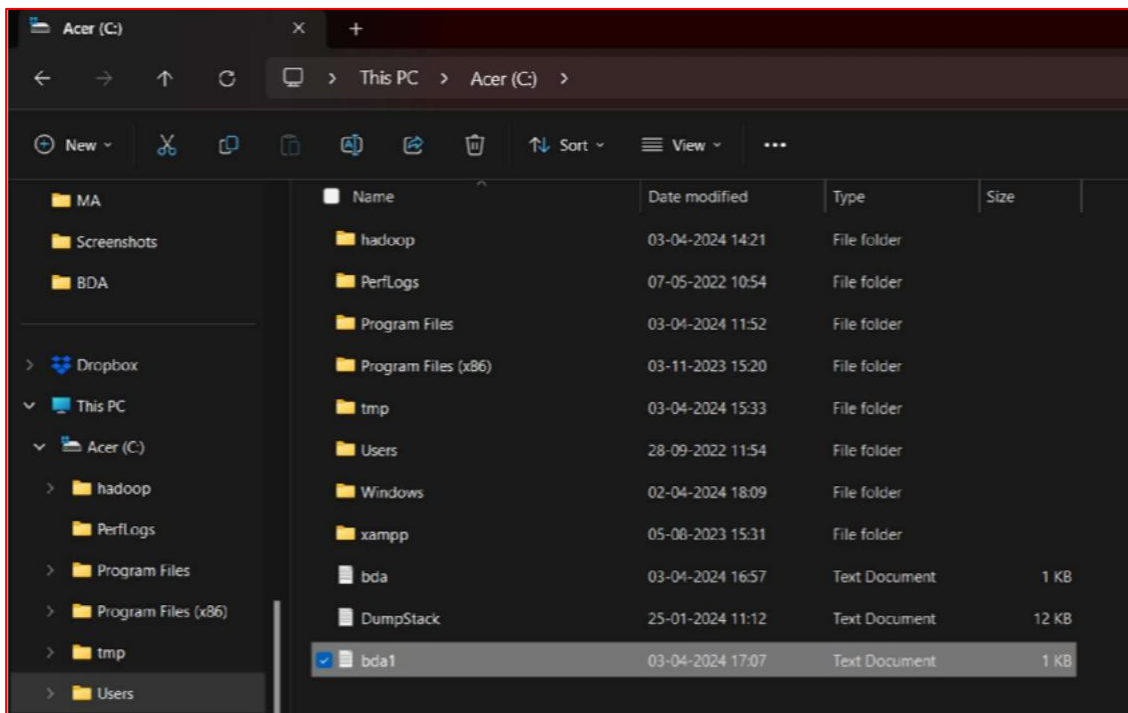 Acer (C:)
This PC > Acer (C:) >
New
Sort
View
MA
Screenshots
BDA
Dropbox
This PC
Acer (C:)
hadoop
PerfLogs
Program Files
Program Files (x86)
tmp
Users
Name Date modified Type Size
hadoop 03-04-2024 14:21 File folder
PerfLogs 07-05-2022 10:54 File folder
Program Files 03-04-2024 11:52 File folder
Program Files (x86) 03-11-2023 15:20 File folder
tmp 03-04-2024 15:33 File folder
Users 28-09-2022 11:54 File folder
Windows 02-04-2024 18:09 File folder
xampp 05-08-2023 15:31 File folder
bda 03-04-2024 16:57 Text Document 1 KB
DumpStack 25-01-2024 11:12 Text Document 12 KB
bda1 03-04-2024 17:07 Text Document 1 KB